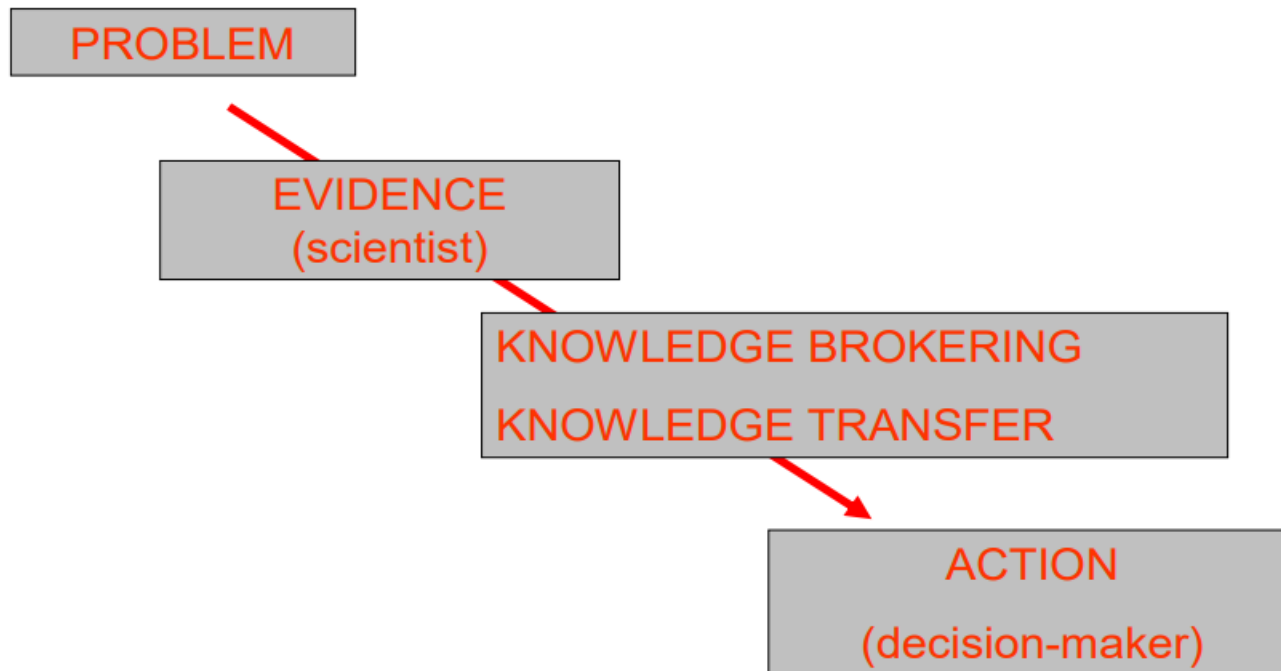 PROBLEM
EVIDENCE
(scientist)
KNOWLEDGE BROKERING
KNOWLEDGE TRANSFER
ACTION
(decision-maker)